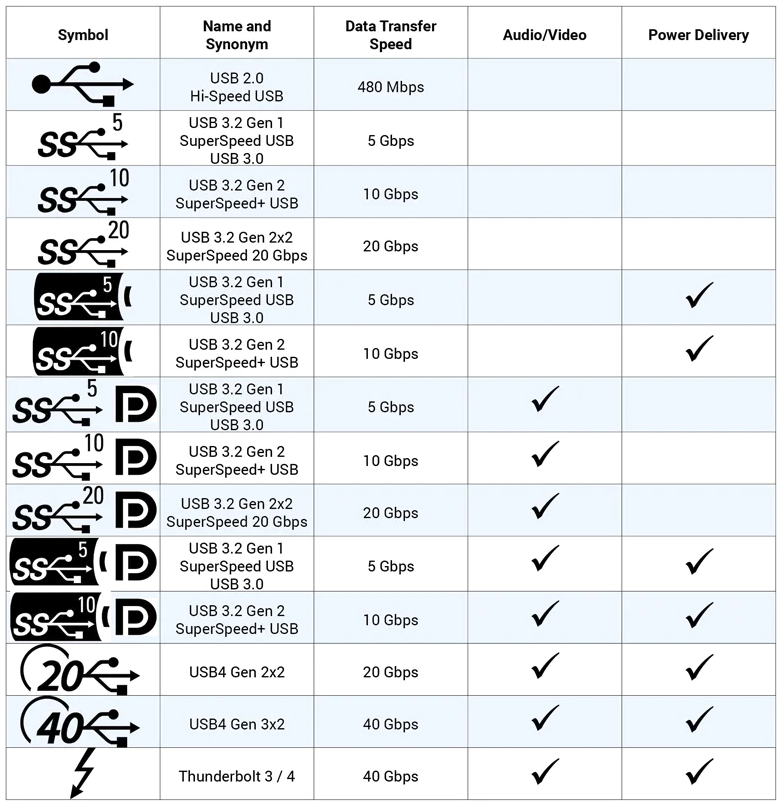 Symbol
Name and
Synonym
Data Transfer
Speed
Audio/Video
Power Delivery
USB 2.0
Hi-Speed USB
480 Mbps
SS 5
USB 3.2 Gen 1
SuperSpeed USB
USB 3.0
5 Gbps
SS 10
USB 3.2 Gen 2
SuperSpeed+ USB
10 Gbps
SS 20
USB 3.2 Gen 2x2
SuperSpeed 20 Gbps
20 Gbps
SS 5
USB 3.2 Gen 1
SuperSpeed USB
USB 3.0
5 Gbps
SS 10
USB 3.2 Gen 2
SuperSpeed+ USB
10 Gbps
SS 5 D
USB 3.2 Gen 1
SuperSpeed USB
USB 3.0
5 Gbps
SS 10 D
USB 3.2 Gen 2
SuperSpeed+ USB
10 Gbps
SS 20 D
USB 3.2 Gen 2x2
SuperSpeed 20 Gbps
20 Gbps
SS 5 D
USB 3.2 Gen 1
SuperSpeed USB
USB 3.0
5 Gbps
SS 10 D
USB 3.2 Gen 2
SuperSpeed+ USB
10 Gbps
20
USB4 Gen 2x2
20 Gbps
40
USB4 Gen 3x2
40 Gbps
Thunderbolt 3 / 4
40 Gbps